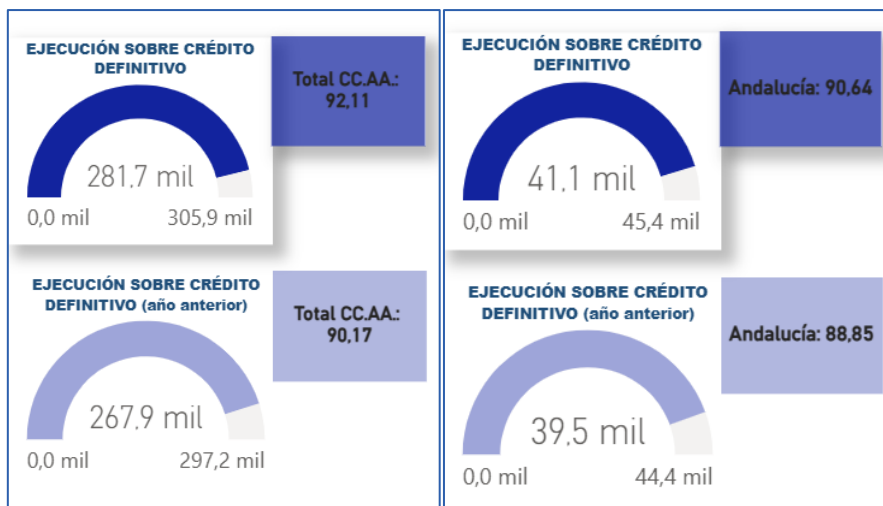 EJECUCIÓN SOBRE CRÉDITO
DEFINITIVO
Total CC.AA.:
92,11
281,7 mil
0,0 mil
305,9 mil
EJECUCIÓN SOBRE CRÉDITO
DEFINITIVO (año anterior)
Total CC.AA.:
90,17
267,9 mil
0,0 mil
297,2 mil
EJECUCIÓN SOBRE CRÉDITO
DEFINITIVO
Andalucía: 90,64
41,1 mil
0,0 mil
45,4 mil
EJECUCIÓN SOBRE CRÉDITO
DEFINITIVO (año anterior)
Andalucía: 88,85
39,5 mil
0,0 mil
44,4 mil